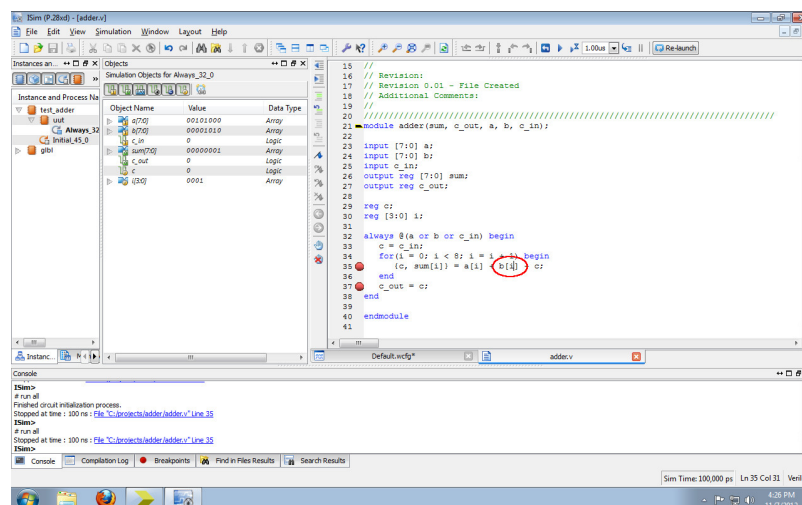 ISim (P.28xd) - [adder.v]
File Edit View Simulation Window Layout Help
1.00us
Re-launch
Instances an...
Objects
Simulation Objects for Always_32_0
Instance and Process Na
test_adder
uut
Always_32
Initial_45_0
glbl
Object Name Value Data Type
a[7:0] 00101000 Array
b[7:0] 00001010 Array
c_in 0 Logic
sum[7:0] 00000001 Array
c_out 0 Logic
c 0 Logic
i[3:0] 0001 Array
15 //
16 // Revision:
17 // Revision 0.01 - File Created
18 // Additional Comments:
19 //
20 //////////////////////////////////////////////////////////////////////////////////
21 module adder(sum, c_out, a, b, c_in);
22
23 input [7:0] a;
24 input [7:0] b;
25 input c_in;
26 output reg [7:0] sum;
27 output reg c_out;
28
29 reg c;
30 reg [3:0] i;
31
32 always @(a or b or c_in) begin
33 c = c_in;
34 for(i = 0; i < 8; i = i + 1) begin
35 {c, sum[i]} = a[i] + b[i] + c;
36 end
37 c_out = c;
38 end
39
40 endmodule
41
Instanc...
Default.wcfg*
adder.v
Console
ISim>
# run all
Finished circuit initialization process.
Stopped at time : 100 ns : File "C:/projects/adder/adder.v" Line 35
ISim>
# run all
Stopped at time : 100 ns : File "C:/projects/adder/adder.v" Line 35
ISim>
Console Compilation Log Breakpoints Find in Files Results Search Results
Sim Time: 100,000 ps Ln 35 Col 31 Veril
4:26 PM